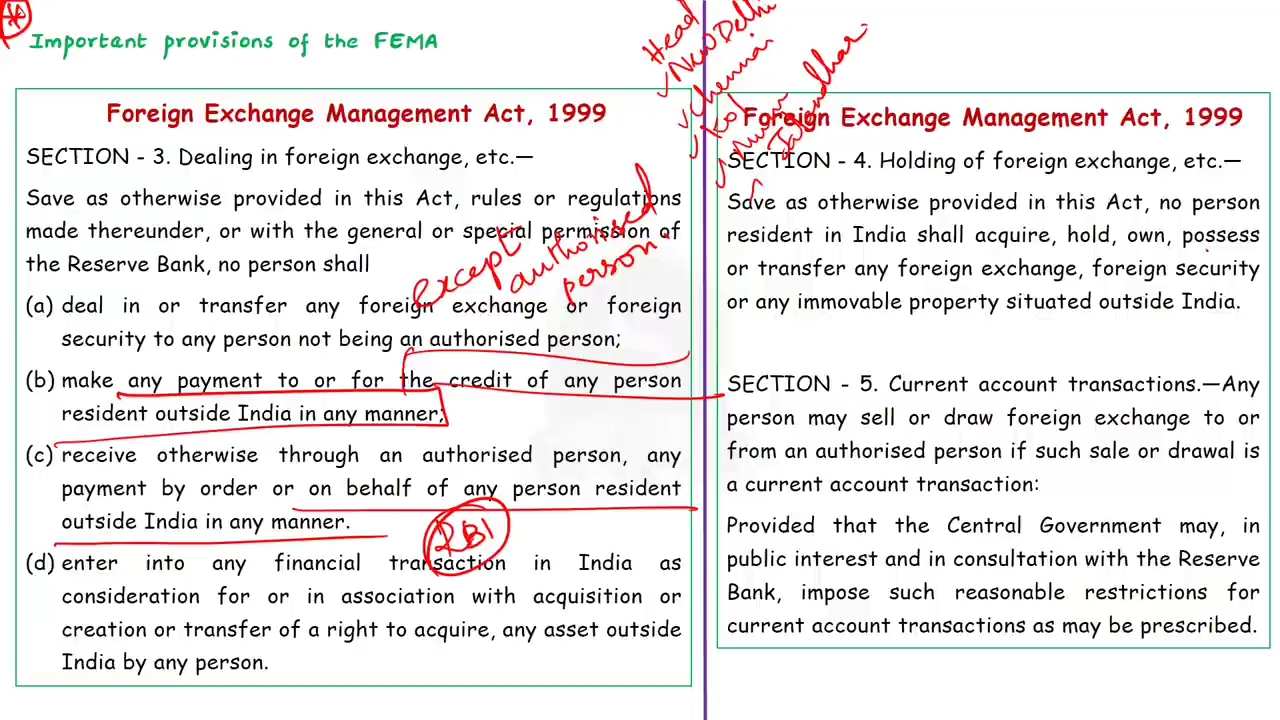 Important provisions of the FEMA
Foreign Exchange Management Act, 1999
SECTION - 3. Dealing in foreign exchange, etc.—
Save as otherwise provided in this Act, rules or regulations
made thereunder, or with the general or special permission of
the Reserve Bank, no person shall
(a) deal in or transfer any foreign exchange or foreign
security to any person not being an authorised person;
(b) make any payment to or for the credit of any person
resident outside India in any manner;
(c) receive otherwise through an authorised person, any
payment by order or on behalf of any person resident
outside India in any manner.
(d) enter into any financial transaction in India as
consideration for or in association with acquisition or
creation or transfer of a right to acquire, any asset outside
India by any person.
except
authorised
person.
RBI
Head
New Delhi
Chennai
Kol
Mum
Jalandhar
Foreign Exchange Management Act, 1999
SECTION - 4. Holding of foreign exchange, etc.—
Save as otherwise provided in this Act, no person
resident in India shall acquire, hold, own, possess
or transfer any foreign exchange, foreign security
or any immovable property situated outside India.
SECTION - 5. Current account transactions.—Any
person may sell or draw foreign exchange to or
from an authorised person if such sale or drawal is
a current account transaction:
Provided that the Central Government may, in
public interest and in consultation with the Reserve
Bank, impose such reasonable restrictions for
current account transactions as may be prescribed.